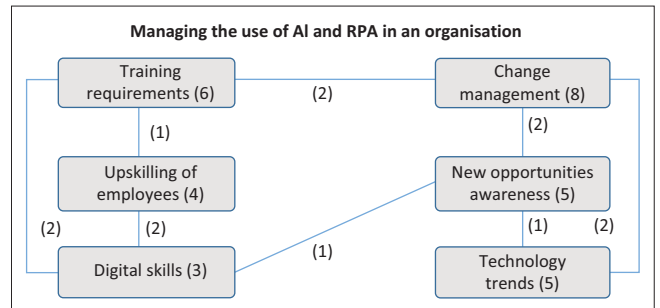 Managing the use of Al and RPA in an organisation
Training
requirements (6)
Change
management (8)
(2)
(1)
(2)
Upskilling of
employees (4)
New opportunities
awareness (5)
(2)
(2)
(1)
(2)
(1)
Digital skills (3)
Technology
trends (5)